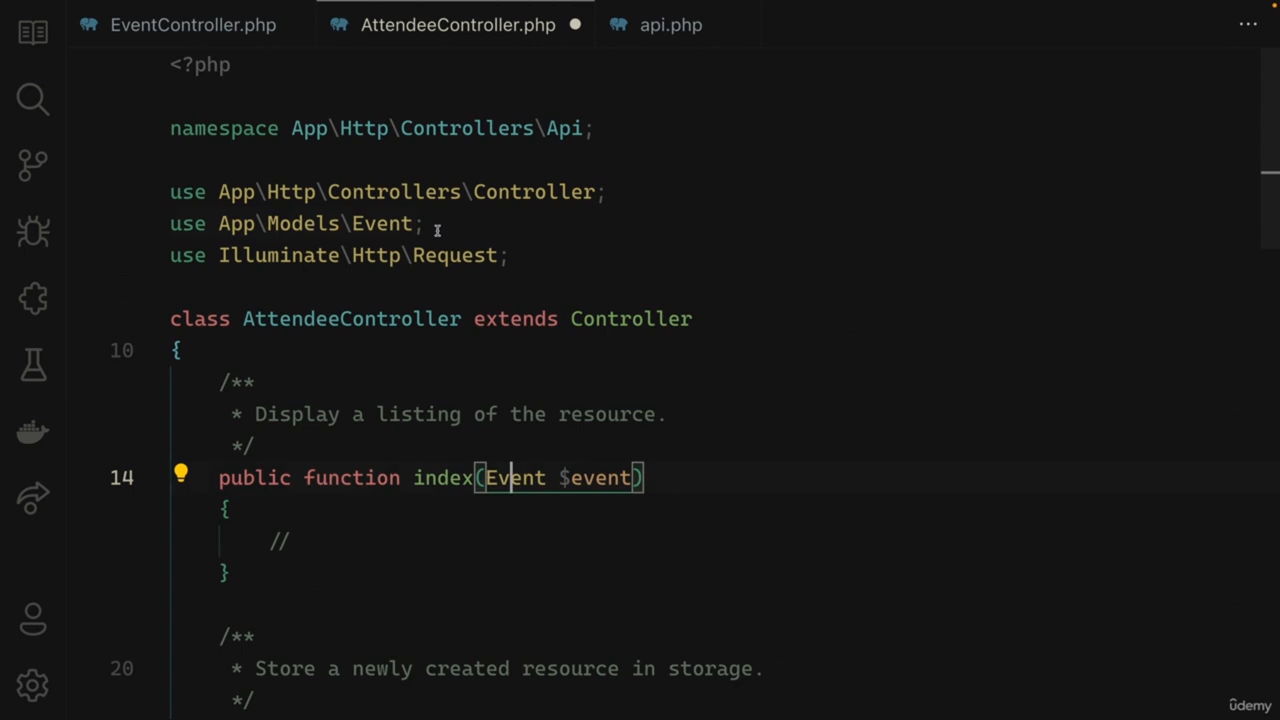 EventController.php AttendeeController.php api.php
<?php
namespace App\Http\Controllers\Api;
use App\Http\Controllers\Controller;
use App\Models\Event;
use Illuminate\Http\Request;
class AttendeeController extends Controller
10 {
/**
* Display a listing of the resource.
*/
14 public function index(Event $event)
{
//
}
/**
20 * Store a newly created resource in storage.
*/
ûdemy